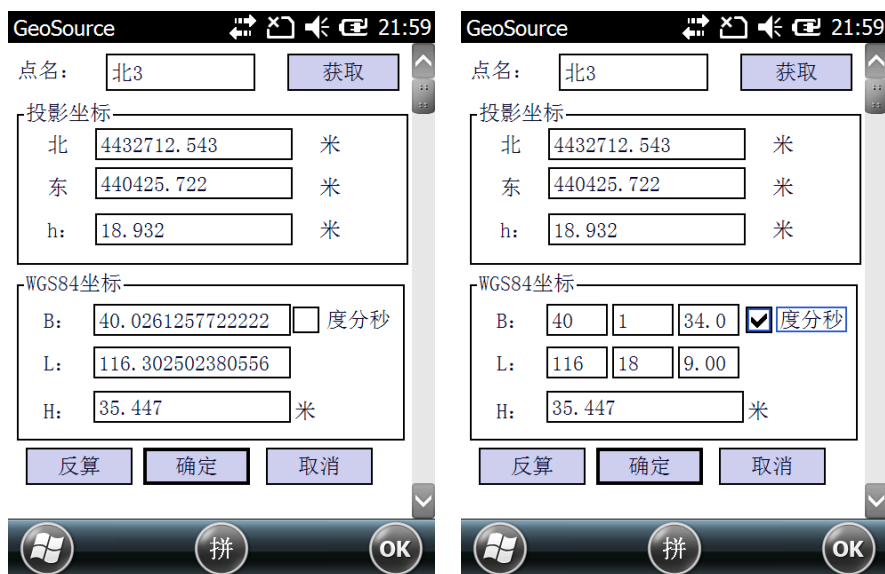 GeoSource 21:59
点名： 北3 获取
投影坐标
北 4432712.543 米
东 440425.722 米
h: 18.932 米
WGS84坐标
B: 40.0261257722222 度分秒
L: 116.302502380556
H: 35.447 米
反算 确定 取消
拼 OK
GeoSource 21:59
点名： 北3 获取
投影坐标
北 4432712.543 米
东 440425.722 米
h: 18.932 米
WGS84坐标
B: 40 1 34.0 度分秒
L: 116 18 9.00
H: 35.447 米
反算 确定 取消
拼 OK